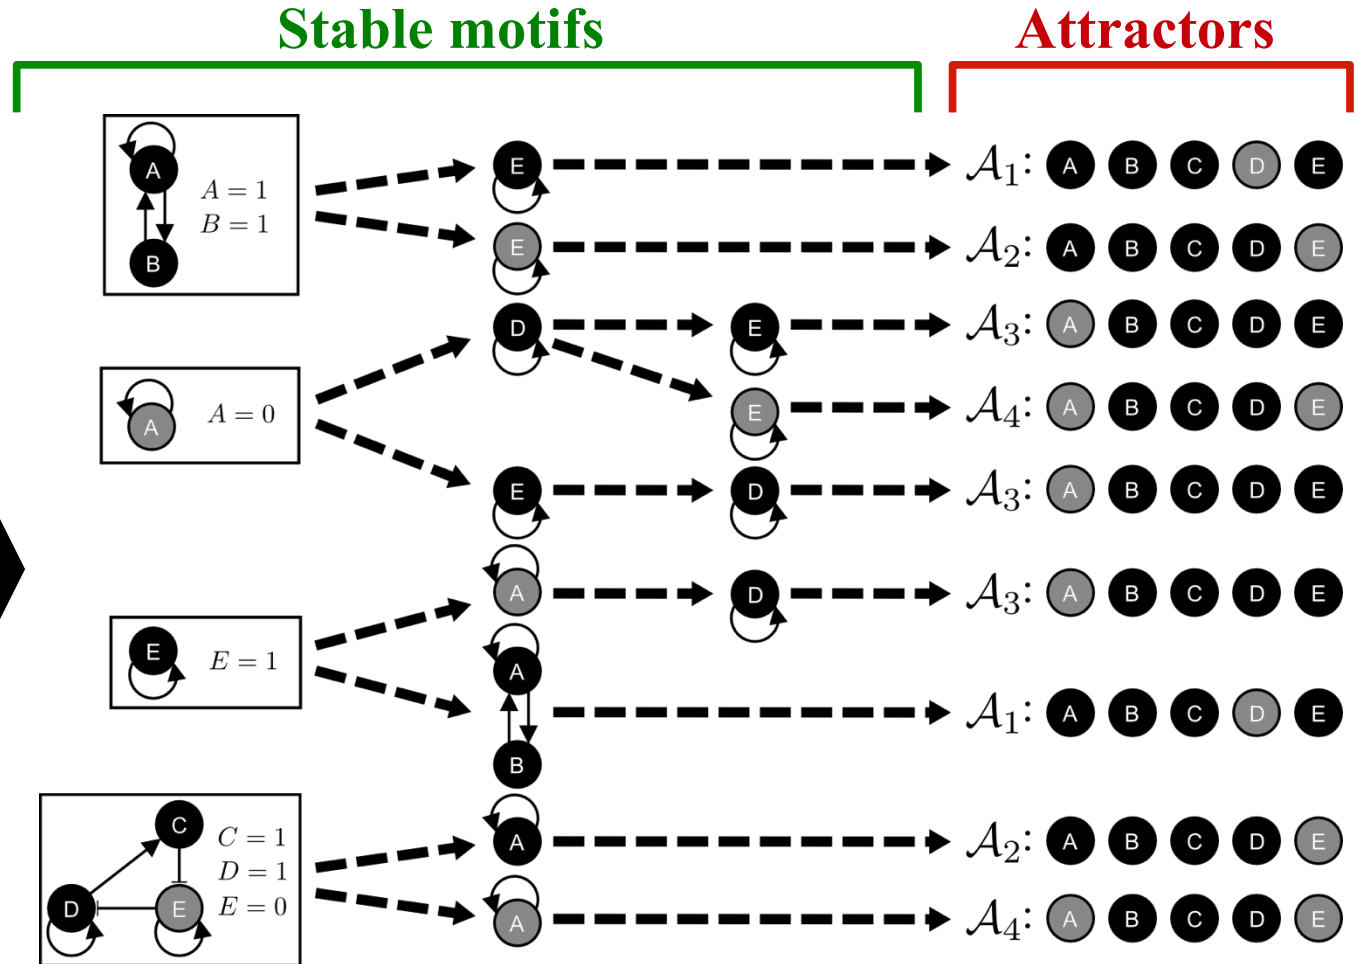 Stable motifs
Attractors
A
B
A = 1
B = 1
E
𝒜₁: A B C D E
E
𝒜₂: A B C D E
A
A = 0
D
E
𝒜₃: A B C D E
E
𝒜₄: A B C D E
E
D
𝒜₃: A B C D E
E
E = 1
A
D
𝒜₃: A B C D E
A
B
𝒜₁: A B C D E
C
D
E
C = 1
D = 1
E = 0
A
𝒜₂: A B C D E
A
𝒜₄: A B C D E